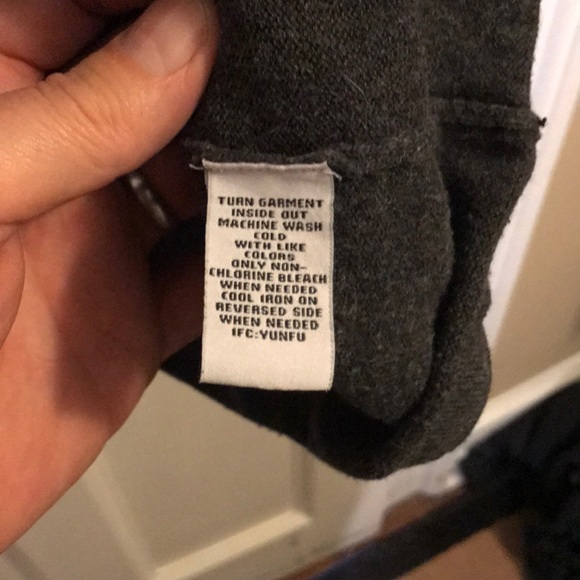 TURN GARMENT
INSIDE OUT
MACHINE WASH
COLD
WITH LIKE
COLORS
ONLY NON-
CHLORINE BLEACH
WHEN NEEDED
COOL IRON ON
REVERSED SIDE
WHEN NEEDED
IFC:YUNFU